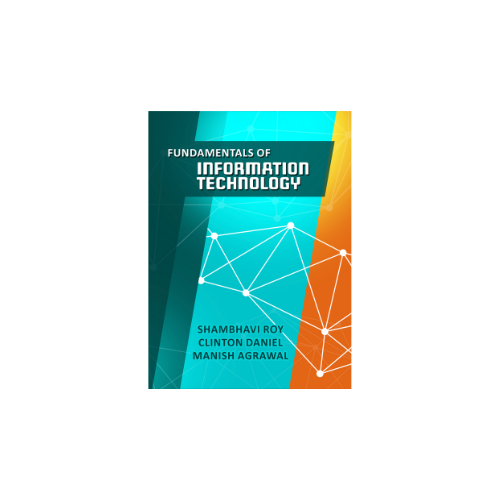 FUNDAMENTALS OF
INFORMATION
TECHNOLOGY
SHAMBHAVI ROY
CLINTON DANIEL
MANISH AGRAWAL